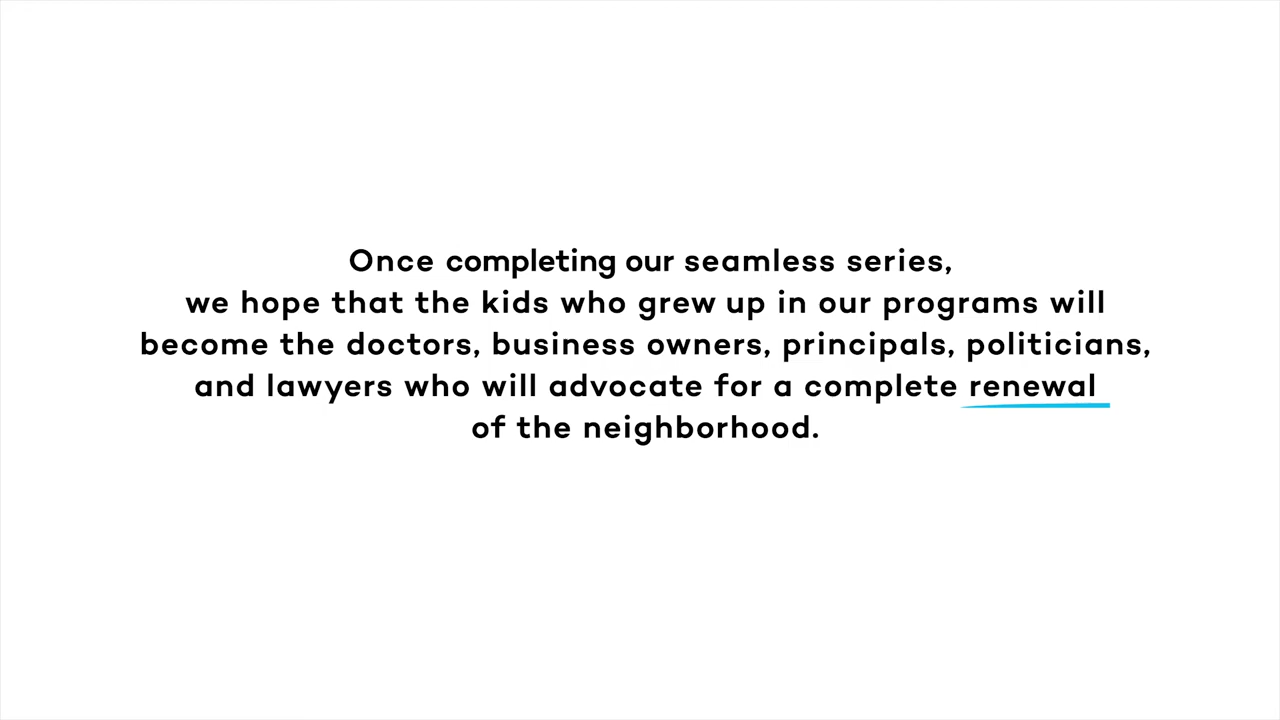 Once completing our seamless series,
we hope that the kids who grew up in our programs will
become the doctors, business owners, principals, politicians,
and lawyers who will advocate for a complete renewal
of the neighborhood.